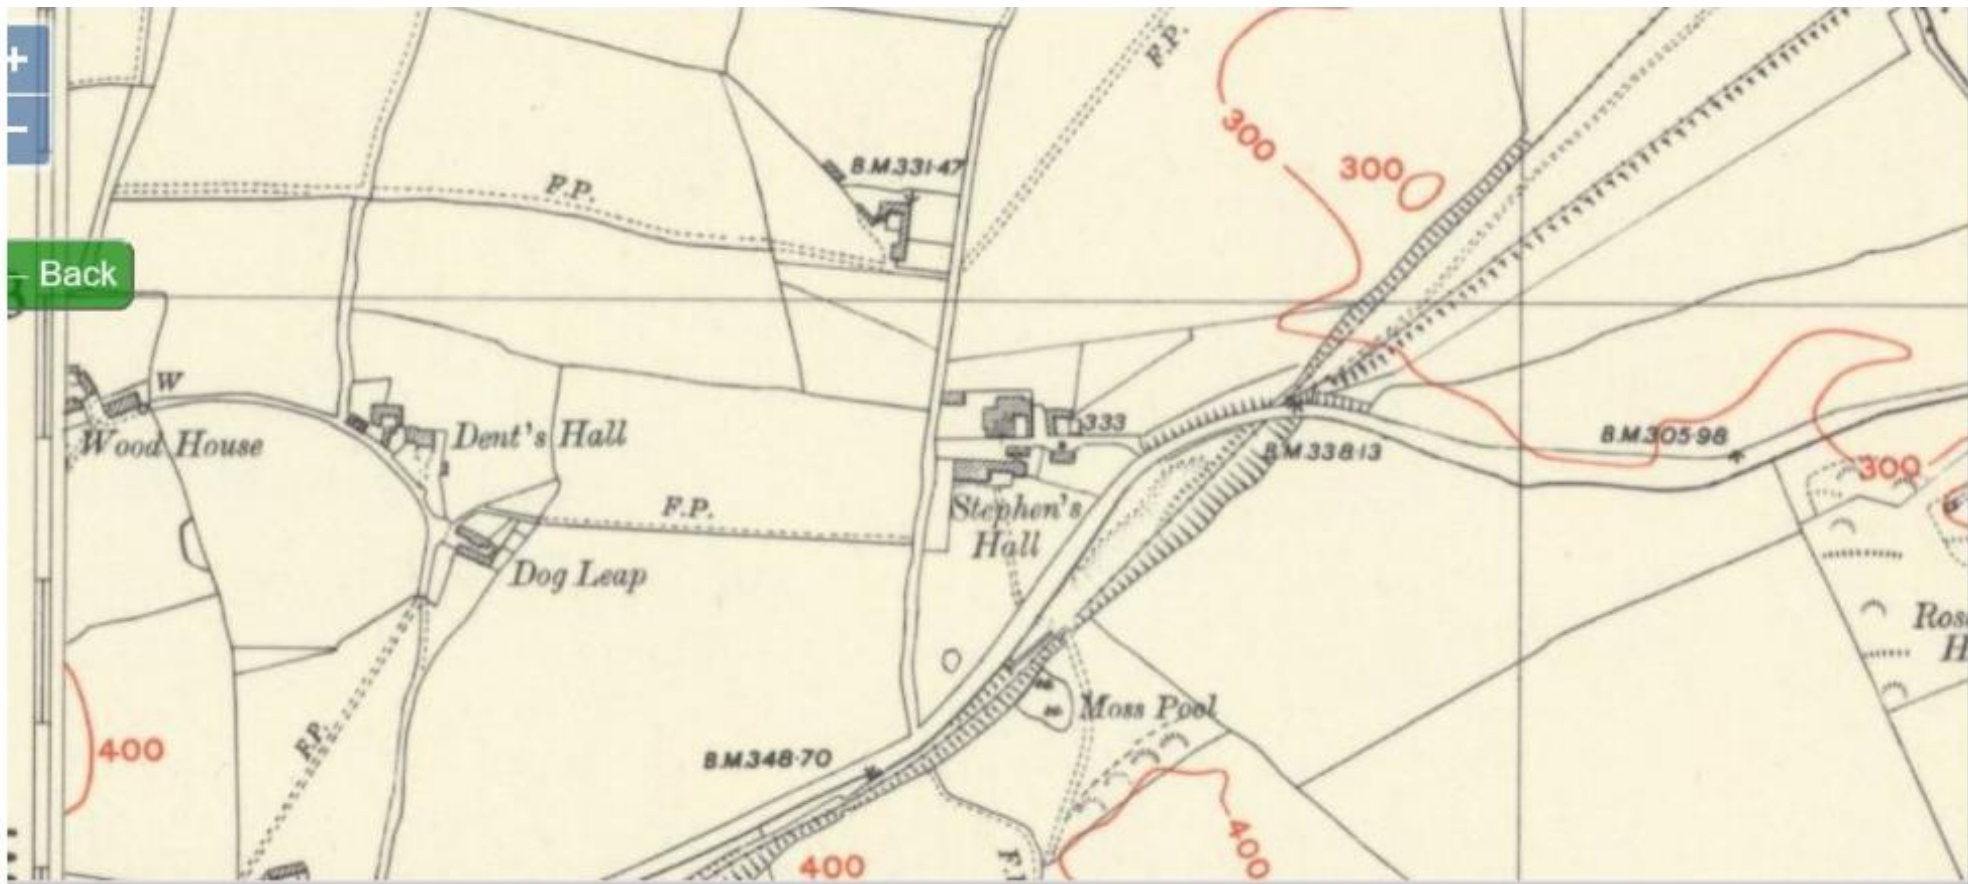 +
F.P.
300
300
B.M.331·47
F.P.
− Back
W
Dent's Hall
333
Wood House
B.M.338·13
B.M.305·98
300
F.P.
Stephen's
Hall
Dog Leap
Moss Pool
F.P.
400
B.M.348·70
400
400